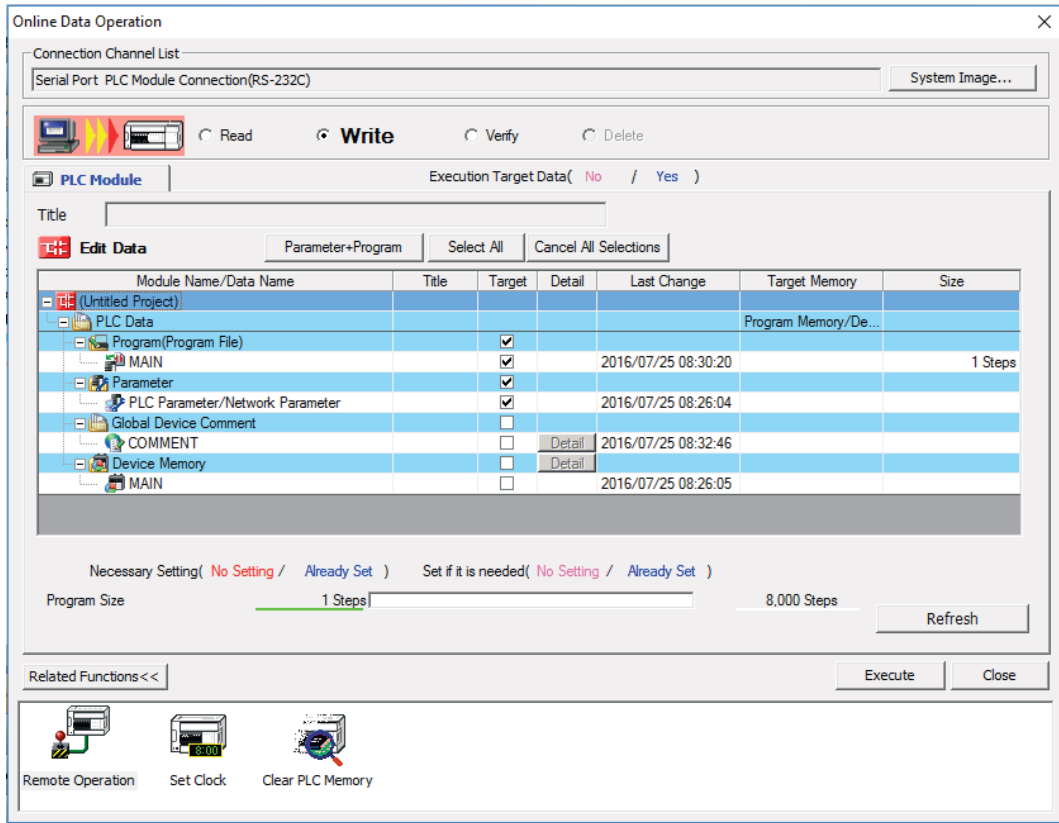 Online Data Operation
Connection Channel List
Serial Port PLC Module Connection(RS-232C)
System Image...
Read Write Verify Delete
PLC Module Execution Target Data( No / Yes )
Title
Edit Data Parameter+Program Select All Cancel All Selections
Module Name/Data Name Title Target Detail Last Change Target Memory Size
(Untitled Project)
PLC Data Program Memory/De...
Program(Program File)
MAIN 2016/07/25 08:30:20 1 Steps
Parameter
PLC Parameter/Network Parameter 2016/07/25 08:26:04
Global Device Comment
COMMENT Detail 2016/07/25 08:32:46
Device Memory Detail
MAIN 2016/07/25 08:26:05
Necessary Setting( No Setting / Already Set ) Set if it is needed( No Setting / Already Set )
Program Size 1 Steps 8,000 Steps
Refresh
Related Functions<< Execute Close
8:00
Remote Operation Set Clock Clear PLC Memory